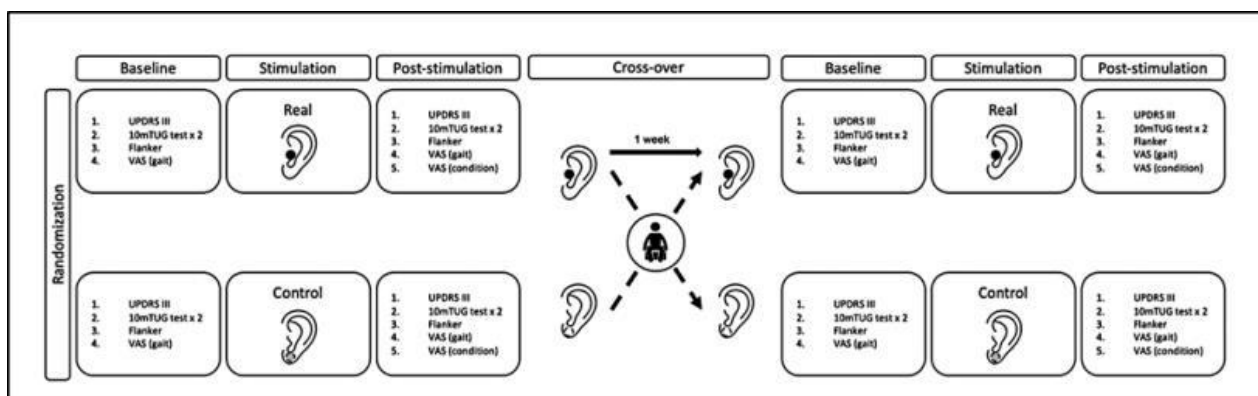 Baseline
Stimulation
Post-stimulation
Cross-over
Baseline
Stimulation
Post-stimulation
Randomization
1. UPDRS III
2. 10mTUG test x 2
3. Flanker
4. VAS (gait)
Real
1. UPDRS III
2. 10mTUG test x 2
3. Flanker
4. VAS (gait)
5. VAS (condition)
1 week
1. UPDRS III
2. 10mTUG test x 2
3. Flanker
4. VAS (gait)
Real
1. UPDRS III
2. 10mTUG test x 2
3. Flanker
4. VAS (gait)
5. VAS (condition)
1. UPDRS III
2. 10mTUG test x 2
3. Flanker
4. VAS (gait)
Control
1. UPDRS III
2. 10mTUG test x 2
3. Flanker
4. VAS (gait)
5. VAS (condition)
1. UPDRS III
2. 10mTUG test x 2
3. Flanker
4. VAS (gait)
Control
1. UPDRS III
2. 10mTUG test x 2
3. Flanker
4. VAS (gait)
5. VAS (condition)